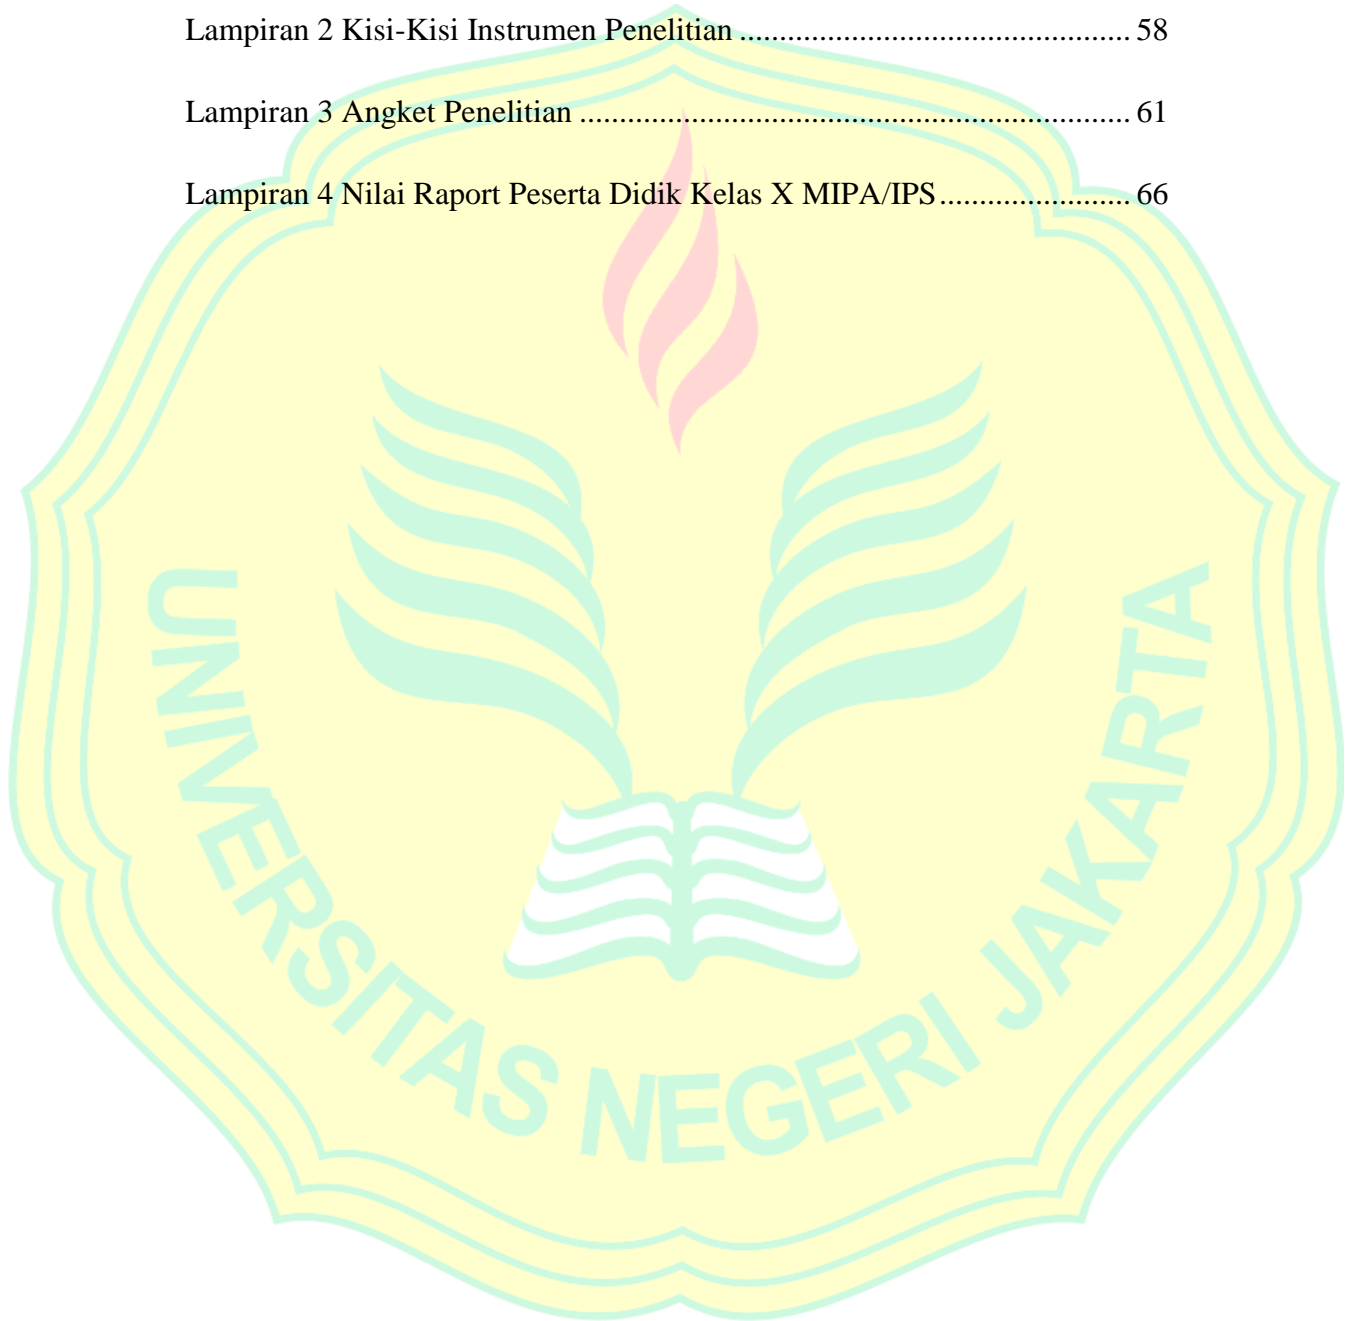 Lampiran 2 Kisi-Kisi Instrumen Penelitian ................................................. 58
Lampiran 3 Angket Penelitian ..................................................................... 61
Lampiran 4 Nilai Raport Peserta Didik Kelas X MIPA/IPS........................ 66
UNIVERSITAS NEGERI JAKARTA